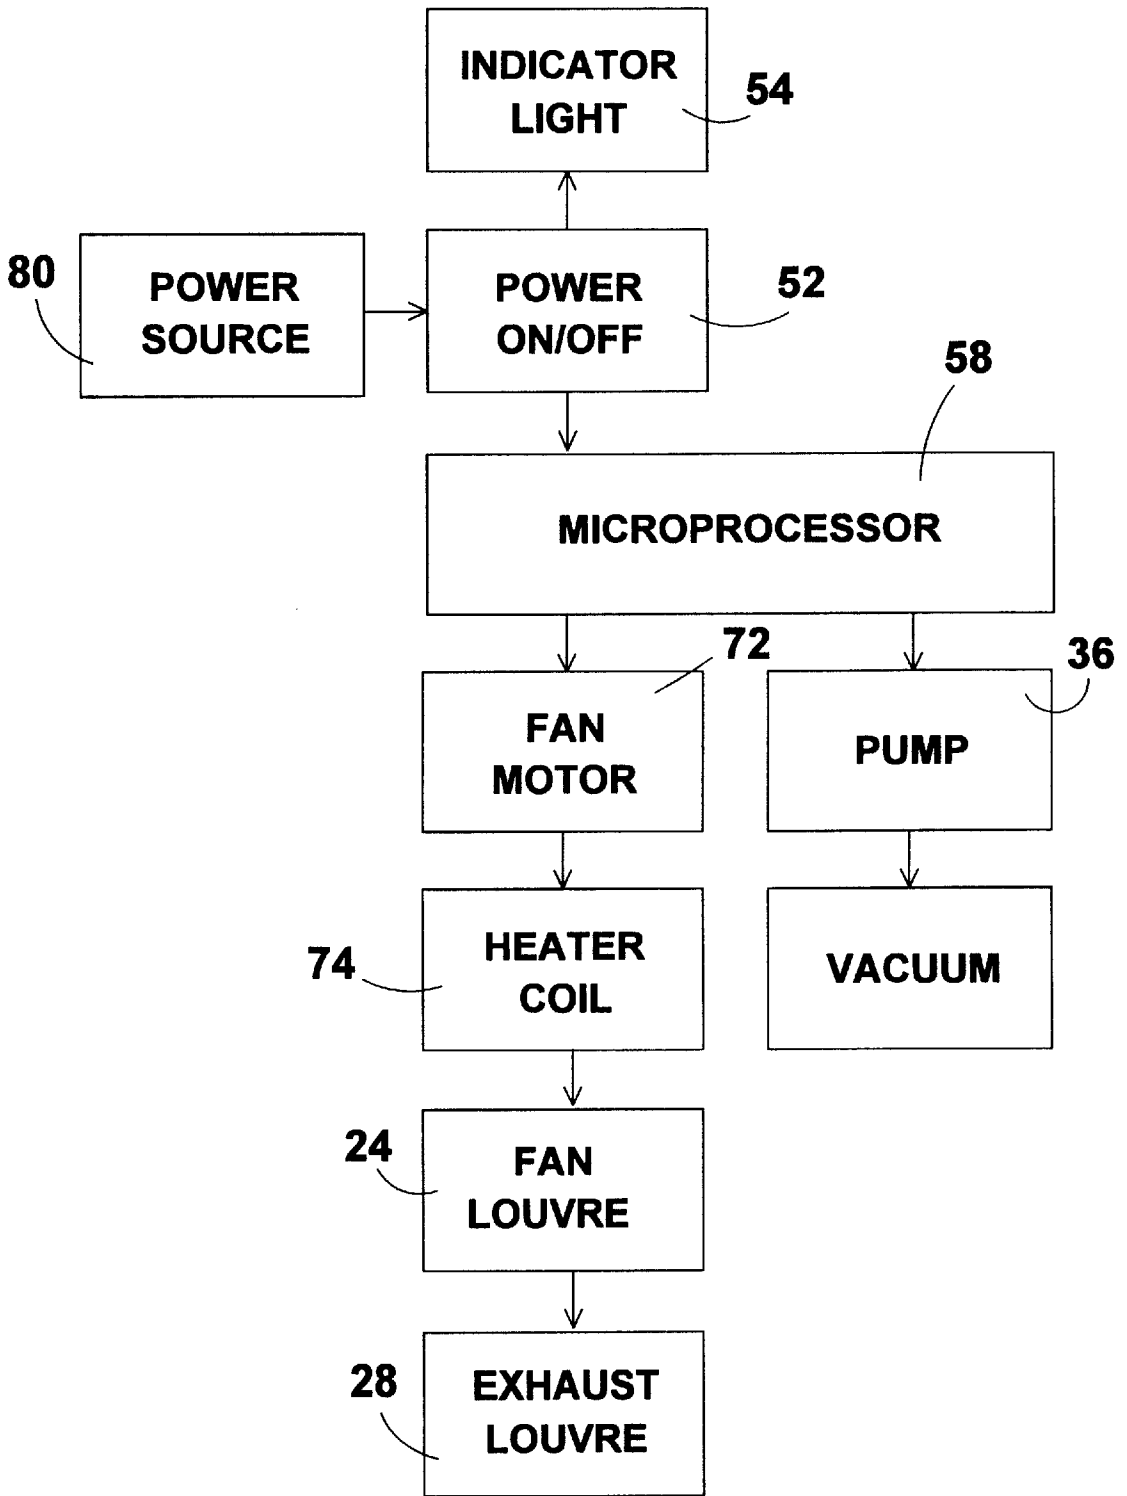 INDICATOR
LIGHT
54
80
POWER
SOURCE
POWER
ON/OFF
52
58
MICROPROCESSOR
72
36
FAN
MOTOR
PUMP
74
HEATER
COIL
VACUUM
24
FAN
LOUVRE
28
EXHAUST
LOUVRE